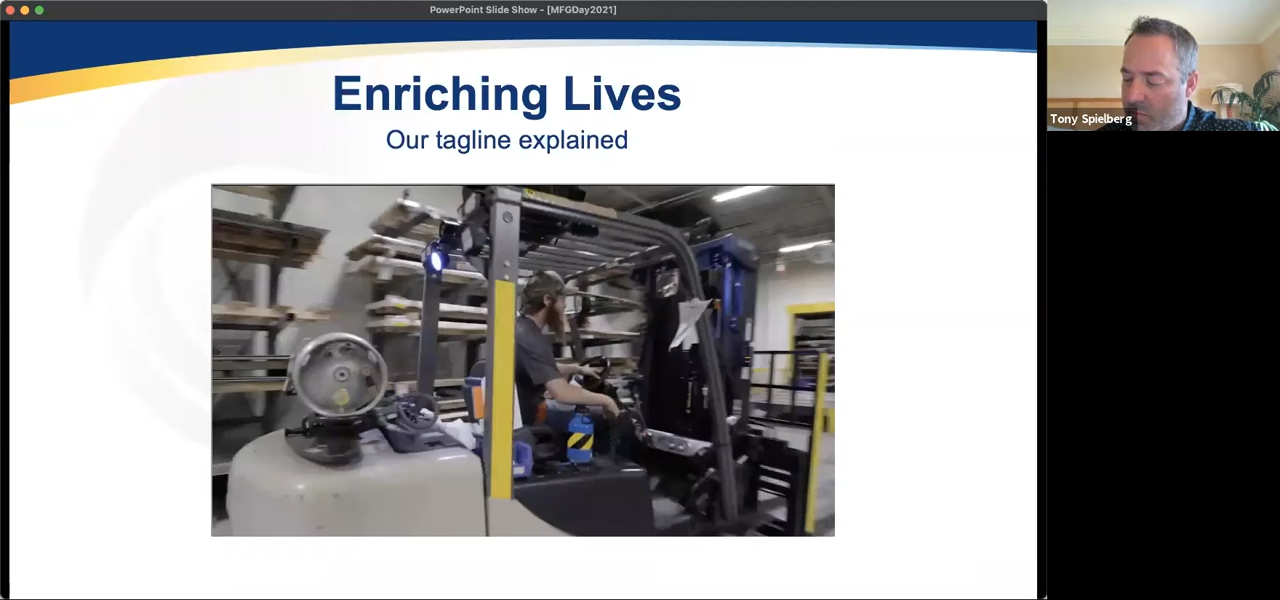 PowerPoint Slide Show - [MFGDay2021]
Enriching Lives
Our tagline explained
Tony Spielberg